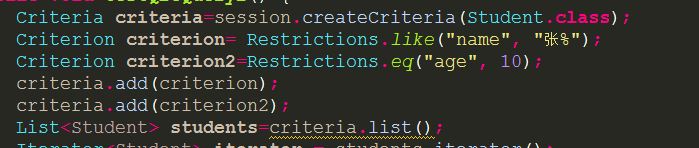 Criteria criteria=session.createCriteria(Student.class);
Criterion criterion= Restrictions.like("name", "张%");
Criterion criterion2=Restrictions.eq("age", 10);
criteria.add(criterion);
criteria.add(criterion2);
List<Student> students=criteria.list();
Iterator<Student> iterator = students.iterator();